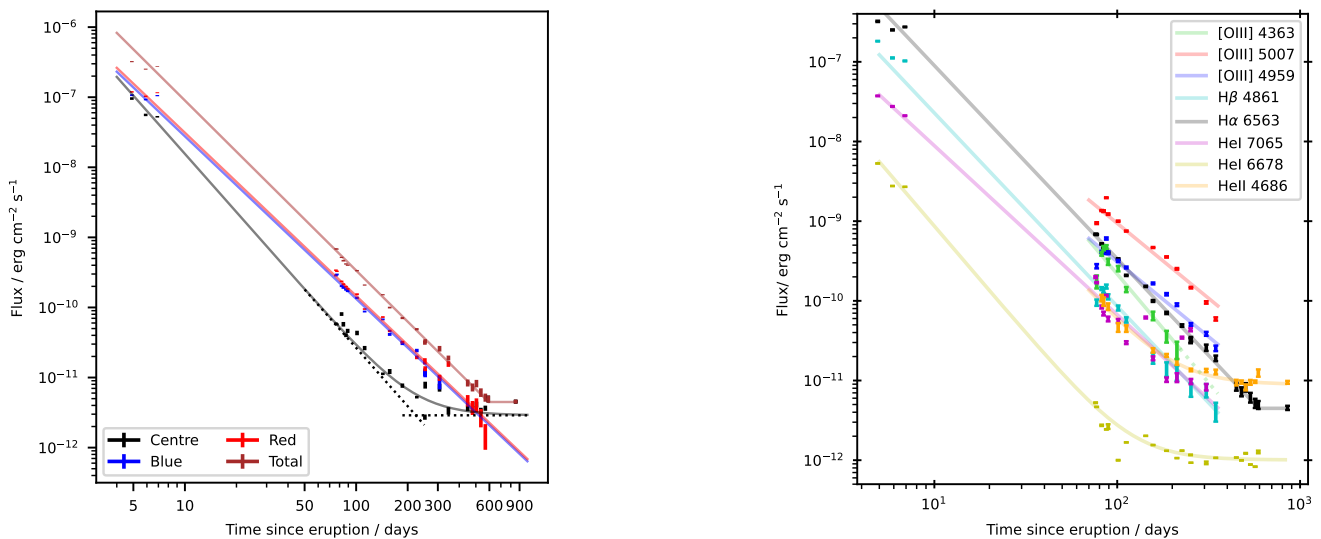 10⁻⁶
10⁻⁷
10⁻⁸
10⁻⁹
10⁻¹⁰
10⁻¹¹
10⁻¹²
Flux / erg cm⁻² s⁻¹
5 10 50 100 200 300 600 900
Time since eruption / days
Centre
Blue
Red
Total
10⁻⁷
10⁻⁸
10⁻⁹
10⁻¹⁰
10⁻¹¹
10⁻¹²
Flux/ erg cm⁻² s⁻¹
10¹ 10² 10³
Time since eruption / days
[OIII] 4363
[OIII] 5007
[OIII] 4959
Hβ 4861
Hα 6563
HeI 7065
HeI 6678
HeII 4686